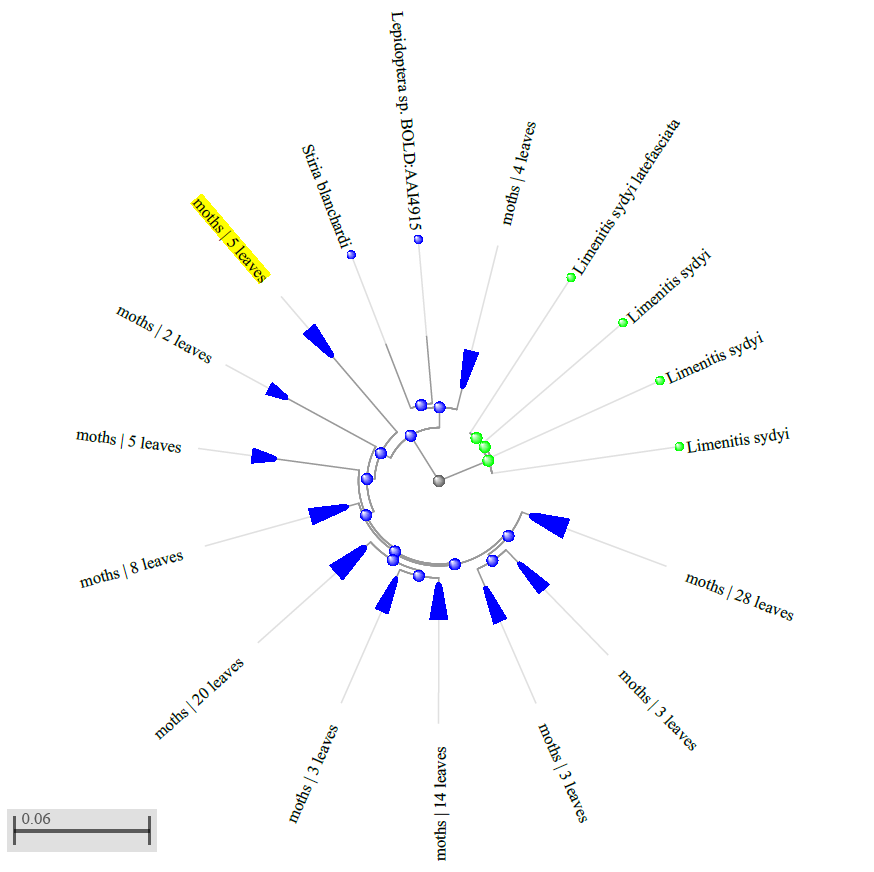 Lepidoptera sp. BOLD:AAI4915
moths | 4 leaves
Limenitis sydyi latefasciata
Limenitis sydyi
Limenitis sydyi
Limenitis sydyi
moths | 28 leaves
moths | 3 leaves
moths | 3 leaves
moths | 14 leaves
moths | 3 leaves
moths | 20 leaves
moths | 8 leaves
moths | 5 leaves
moths | 2 leaves
moths | 5 leaves
Stiria blanchardi
0.06